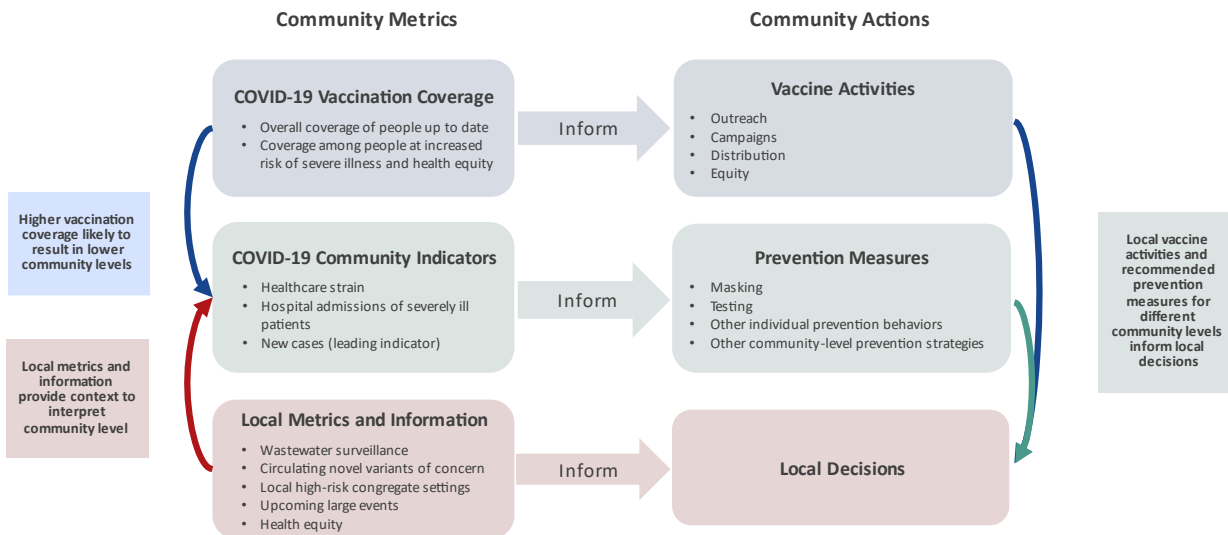 Community Metrics
Community Actions
COVID-19 Vaccination Coverage
• Overall coverage of people up to date
• Coverage among people at increased
risk of severe illness and health equity
Inform
Vaccine Activities
• Outreach
• Campaigns
• Distribution
• Equity
Higher vaccination
coverage likely to
result in lower
community levels
COVID-19 Community Indicators
• Healthcare strain
• Hospital admissions of severely ill
patients
• New cases (leading indicator)
Inform
Prevention Measures
• Masking
• Testing
• Other individual prevention behaviors
• Other community-level prevention strategies
Local vaccine
activities and
recommended
prevention
measures for
different
community levels
inform local
decisions
Local metrics and
information
provide context to
interpret
community level
Local Metrics and Information
• Wastewater surveillance
• Circulating novel variants of concern
• Local high-risk congregate settings
• Upcoming large events
• Health equity
Inform
Local Decisions